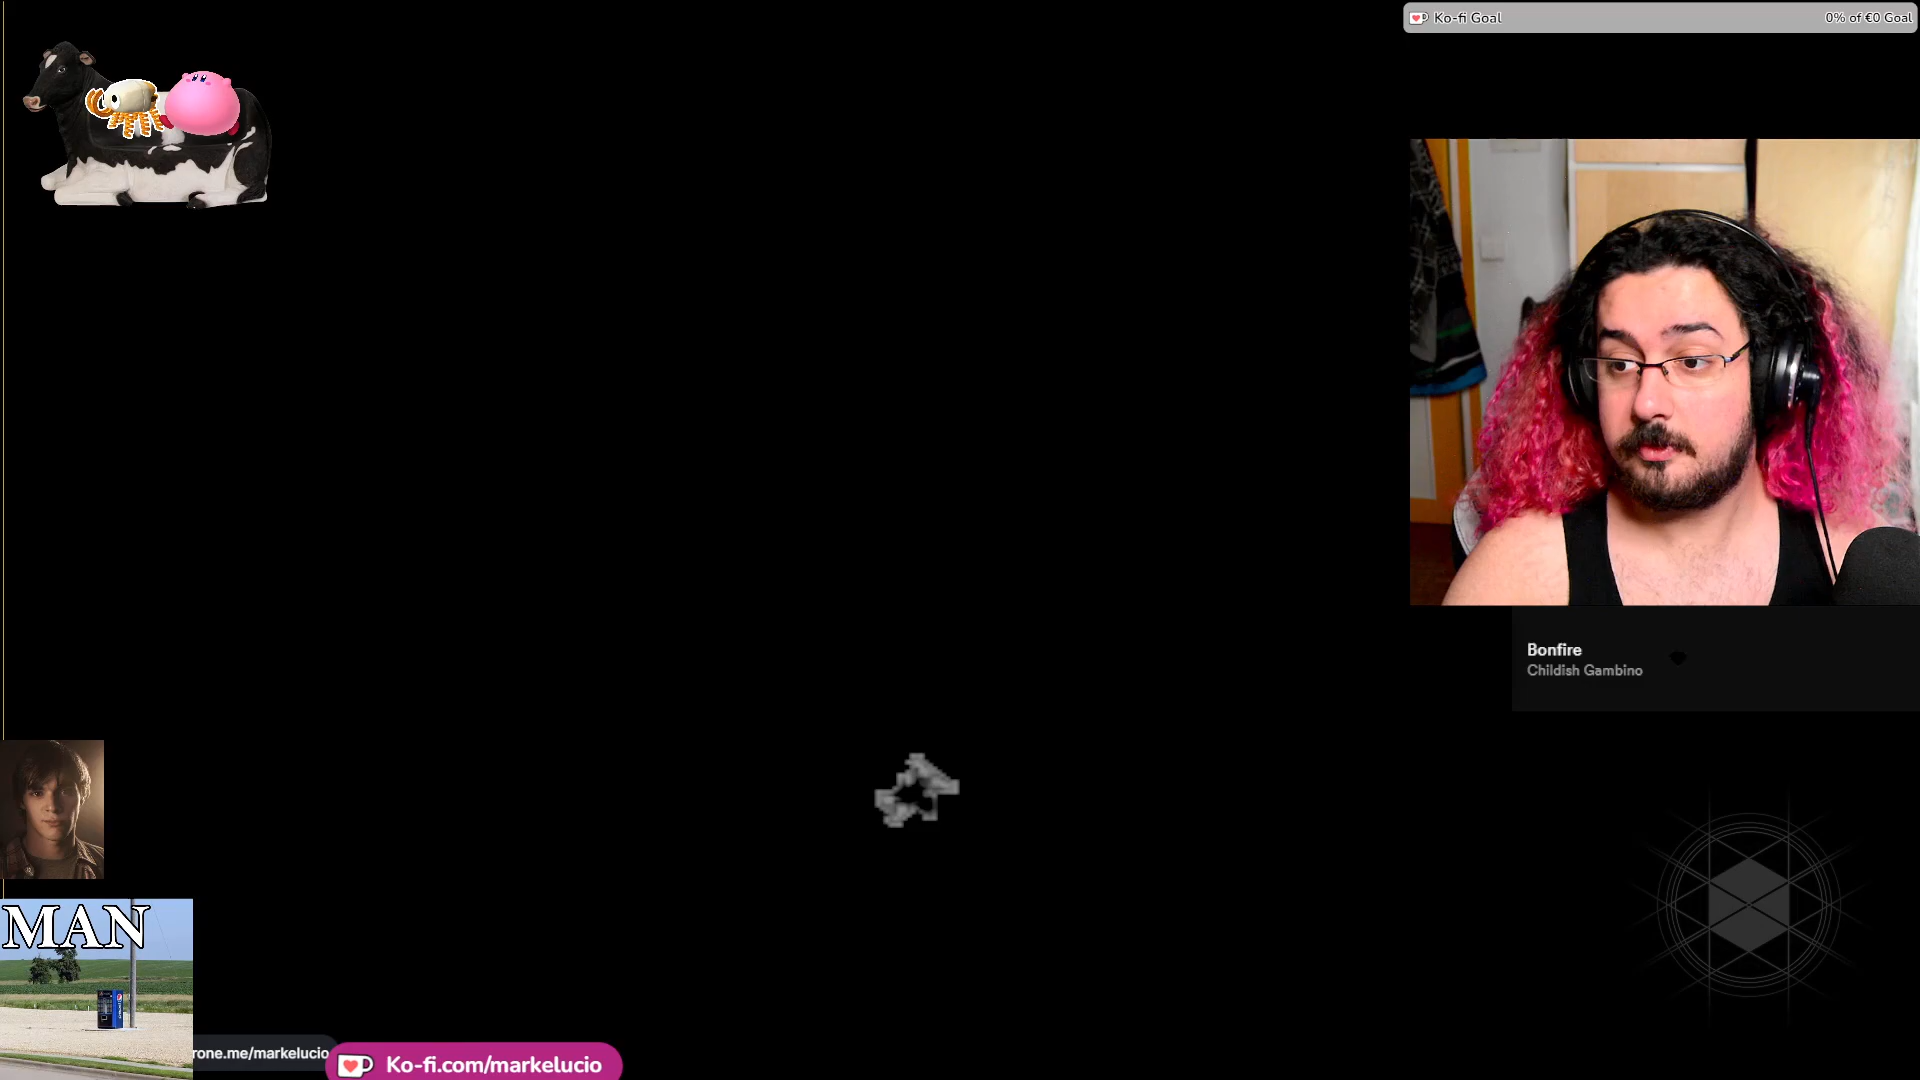 Ko-fi Goal
0% of €0 Goal
Bonfire
Childish Gambino
MAN
rone.me/markelucio
Ko-fi.com/markelucio